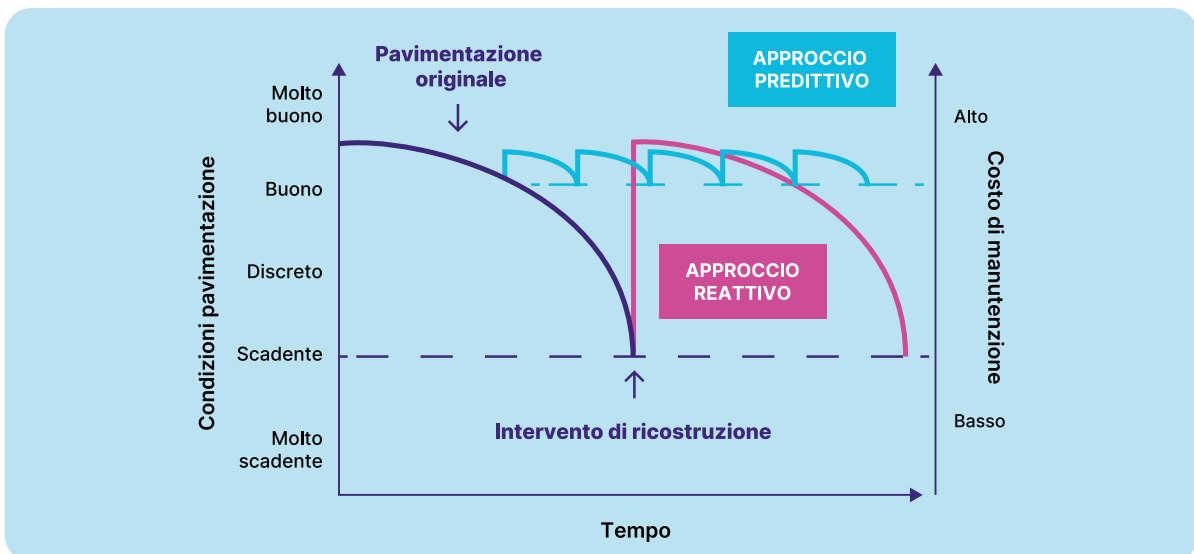 Pavimentazione
originale
APPROCCIO
PREDITTIVO
Molto
buono
Buono
Discreto
Scadente
Molto
scadente
Condizioni pavimentazione
APPROCCIO
REATTIVO
Intervento di ricostruzione
Alto
Basso
Costo di manutenzione
Tempo